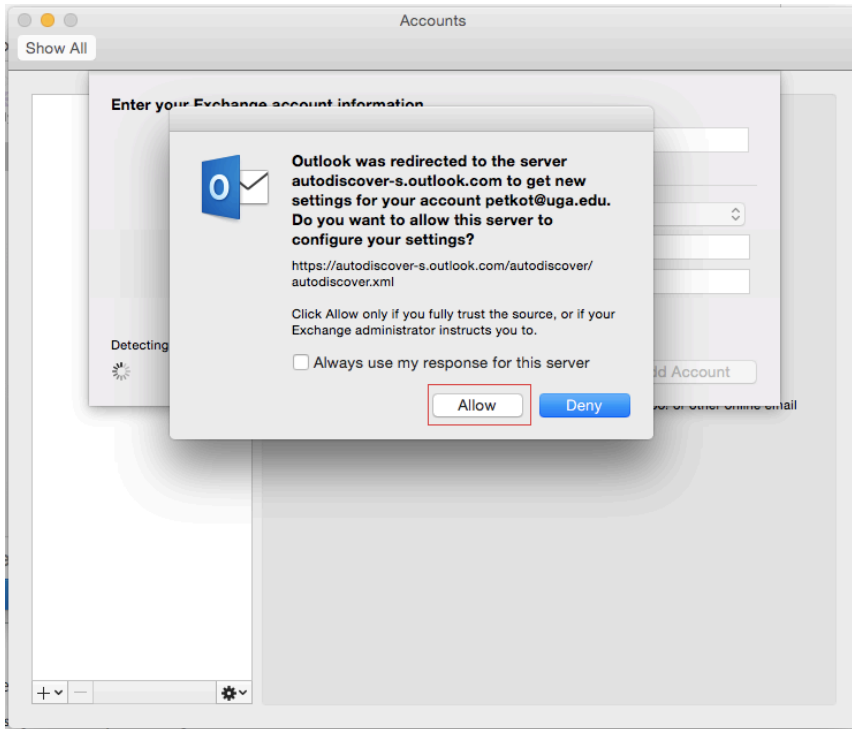 Accounts
Show All
Enter your Exchange account information
Outlook was redirected to the server
autodiscover-s.outlook.com to get new
settings for your account petkot@uga.edu.
Do you want to allow this server to
configure your settings?
https://autodiscover-s.outlook.com/autodiscover/
autodiscover.xml
Click Allow only if you fully trust the source, or if your
Exchange administrator instructs you to.
Detecting
Always use my response for this server
Account
Allow
Deny
or other online email